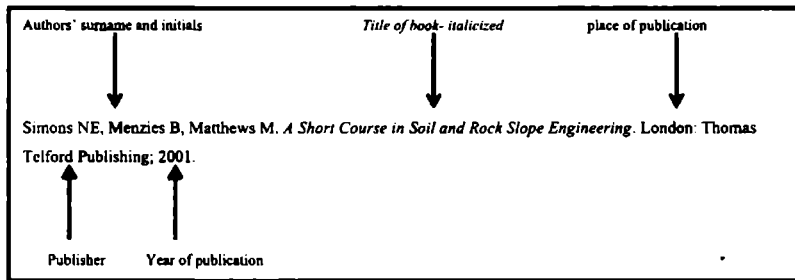 Authors' surname and initials Title of book- italicized place of publication
Simons NE, Menzies B, Matthews M. A Short Course in Soil and Rock Slope Engineering. London: Thomas
Telford Publishing; 2001.
Publisher Year of publication